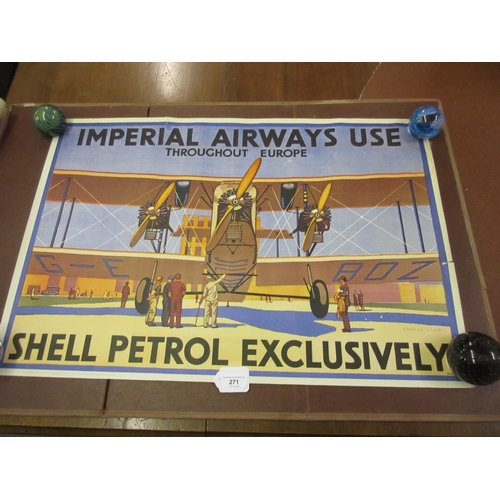 IMPERIAL AIRWAYS USE
THROUGHOUT EUROPE
G-E BOZ
SHELL PETROL EXCLUSIVELY
271